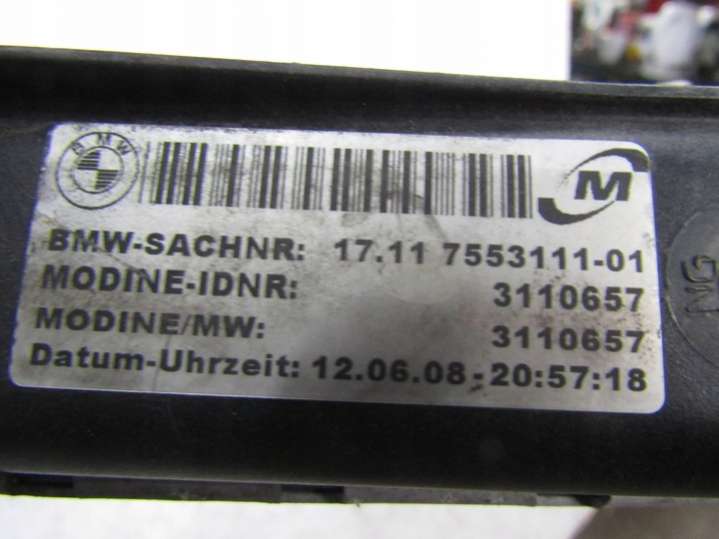 BMW
M
BMW-SACHNR: 17.11 7553111-01
MODINE-IDNR: 3110657
MODINE/MW: 3110657
Datum-Uhrzeit: 12.06.08-20:57:18